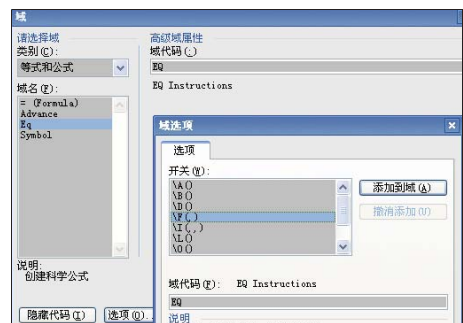 域
请选择域
类别(C):
等式和公式
域名(F):
= (Formula)
Advance
Eq
Symbol
说明:
创建科学公式
隐藏代码(I)
选项(O)...
高级域属性
域代码(:)
EQ
EQ Instructions
域选项
选项
开关(W):
\A()
\B()
\D()
\F(,)
\I(,,)
\L()
\O()
添加到域(A)
撤消添加(U)
域代码(F): EQ Instructions
EQ
说明